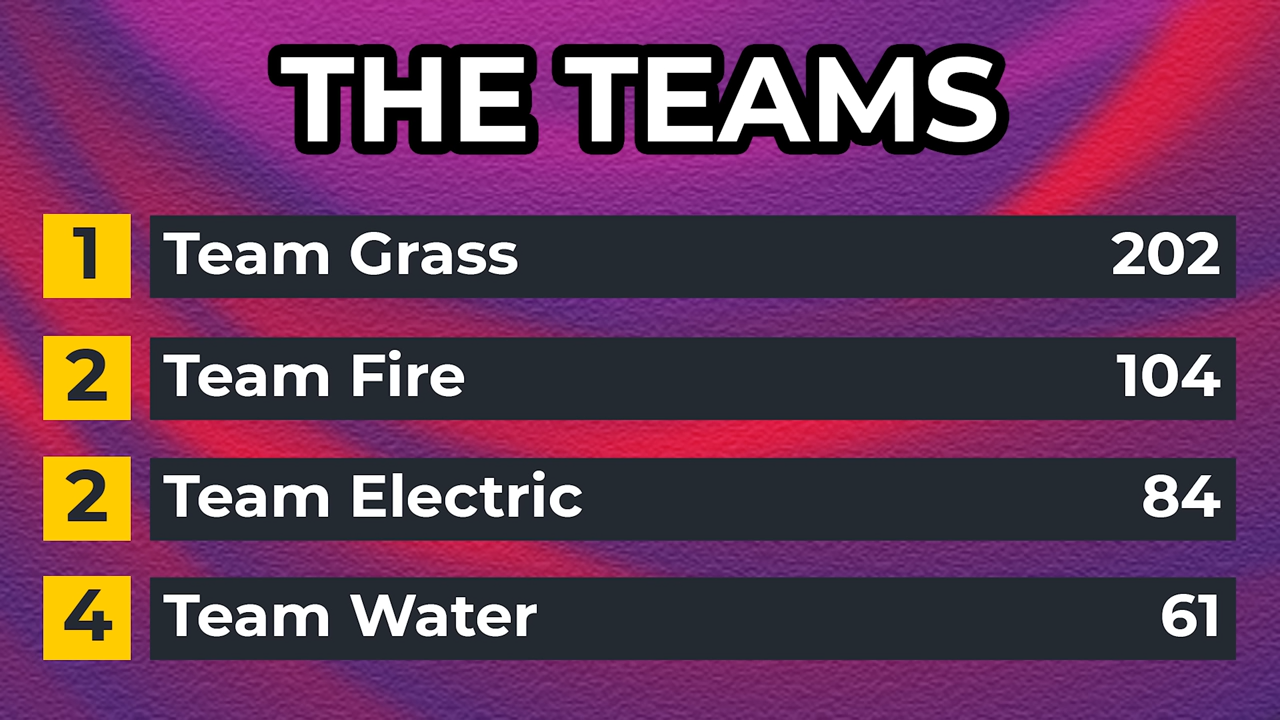 THE TEAMS
1 Team Grass 202
2 Team Fire 104
2 Team Electric 84
4 Team Water 61